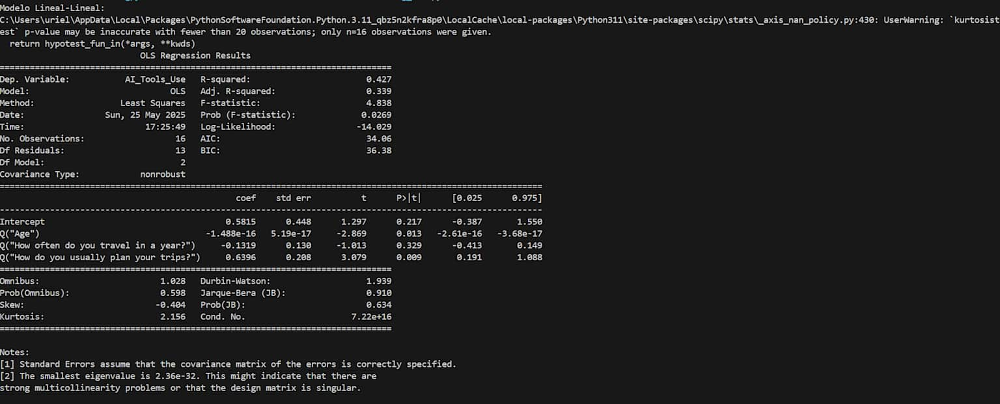 Modelo Lineal-Lineal:
C:\Users\uriel\AppData\Local\Packages\PythonSoftwareFoundation.Python.3.11_qbz5n2kfra8p0\LocalCache\local-packages\Python311\site-packages\scipy\stats\_axis_nan_policy.py:430: UserWarning: `kurtosist
est` p-value may be inaccurate with fewer than 20 observations; only n=16 observations were given.
  return hypotest_fun_in(*args, **kwds)
                            OLS Regression Results
==============================================================================
Dep. Variable:           AI_Tools_Use   R-squared:                       0.427
Model:                            OLS   Adj. R-squared:                  0.339
Method:                 Least Squares   F-statistic:                     4.838
Date:                Sun, 25 May 2025   Prob (F-statistic):             0.0269
Time:                        17:25:49   Log-Likelihood:                -14.029
No. Observations:                  16   AIC:                             34.06
Df Residuals:                      13   BIC:                             36.38
Df Model:                           2
Covariance Type:            nonrobust
============================================================================================================
                                               coef    std err          t      P>|t|      [0.025      0.975]
------------------------------------------------------------------------------------------------------------
Intercept                                    0.5815      0.448      1.297      0.217      -0.387       1.550
Q("Age")                                 -1.488e-16   5.19e-17     -2.869      0.013   -2.61e-16   -3.68e-17
Q("How often do you travel in a year?")     -0.1319      0.130     -1.013      0.329      -0.413       0.149
Q("How do you usually plan your trips?")     0.6396      0.208      3.079      0.009       0.191       1.088
==============================================================================
Omnibus:                        1.028   Durbin-Watson:                   1.939
Prob(Omnibus):                  0.598   Jarque-Bera (JB):                0.910
Skew:                          -0.404   Prob(JB):                        0.634
Kurtosis:                       2.156   Cond. No.                     7.22e+16
==============================================================================
Notes:
[1] Standard Errors assume that the covariance matrix of the errors is correctly specified.
[2] The smallest eigenvalue is 2.36e-32. This might indicate that there are
strong multicollinearity problems or that the design matrix is singular.